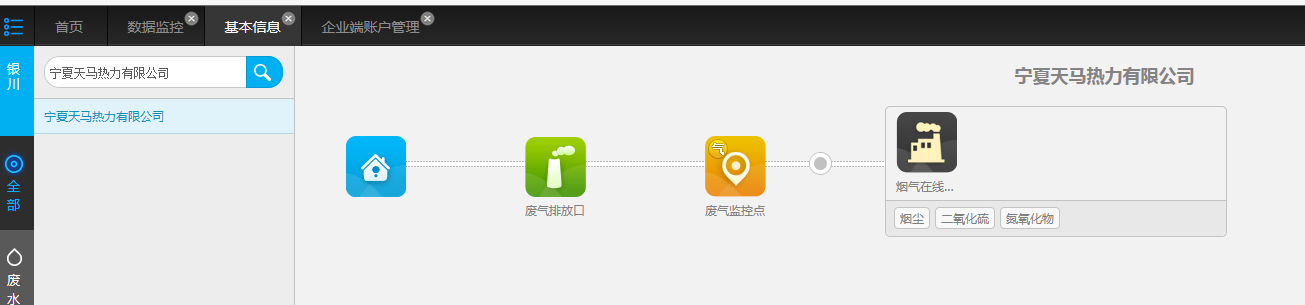 首页
数据监控
基本信息
企业端账户管理
银川
全部
废水
宁夏天马热力有限公司
宁夏天马热力有限公司
宁夏天马热力有限公司
废气排放口
气
废气监控点
烟气在线...
烟尘
二氧化硫
氮氧化物